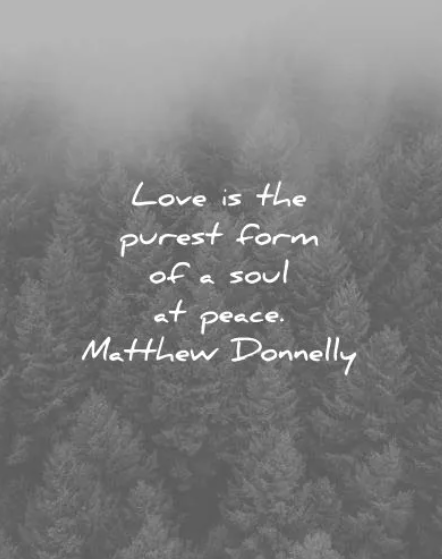 Love is the
purest form
of a soul
at peace.
Matthew Donnelly